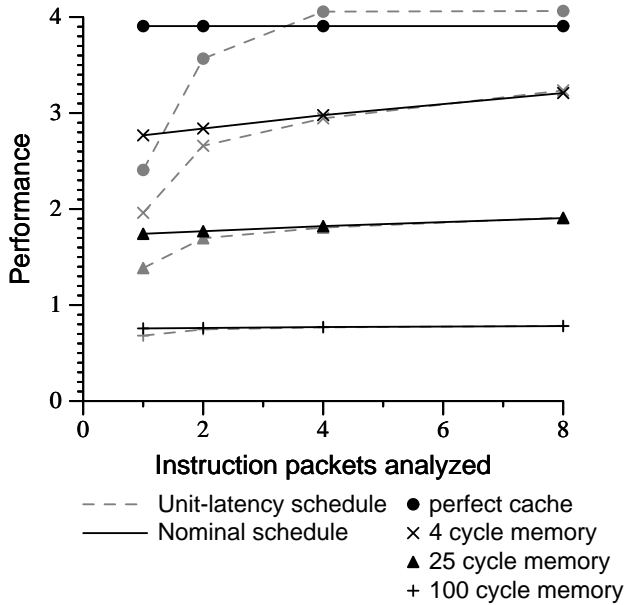 4
3
2
1
0
Performance
0 2 4 6 8
Instruction packets analyzed
Unit-latency schedule
Nominal schedule
perfect cache
4 cycle memory
25 cycle memory
100 cycle memory